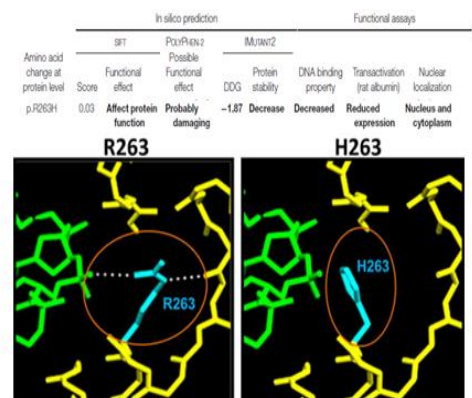 In silico prediction Functional assays
SIFT POLYPHEN-2 IMUTANT2
Amino acid change at protein level Score Functional effect Possible Functional effect DDG Protein stability DNA binding property Transactivation (rat albumin) Nuclear localization
p.R263H 0.03 Affect protein function Probably damaging −1.87 Decrease Decreased Reduced expression Nucleus and cytoplasm
R263 H263
R263
H263